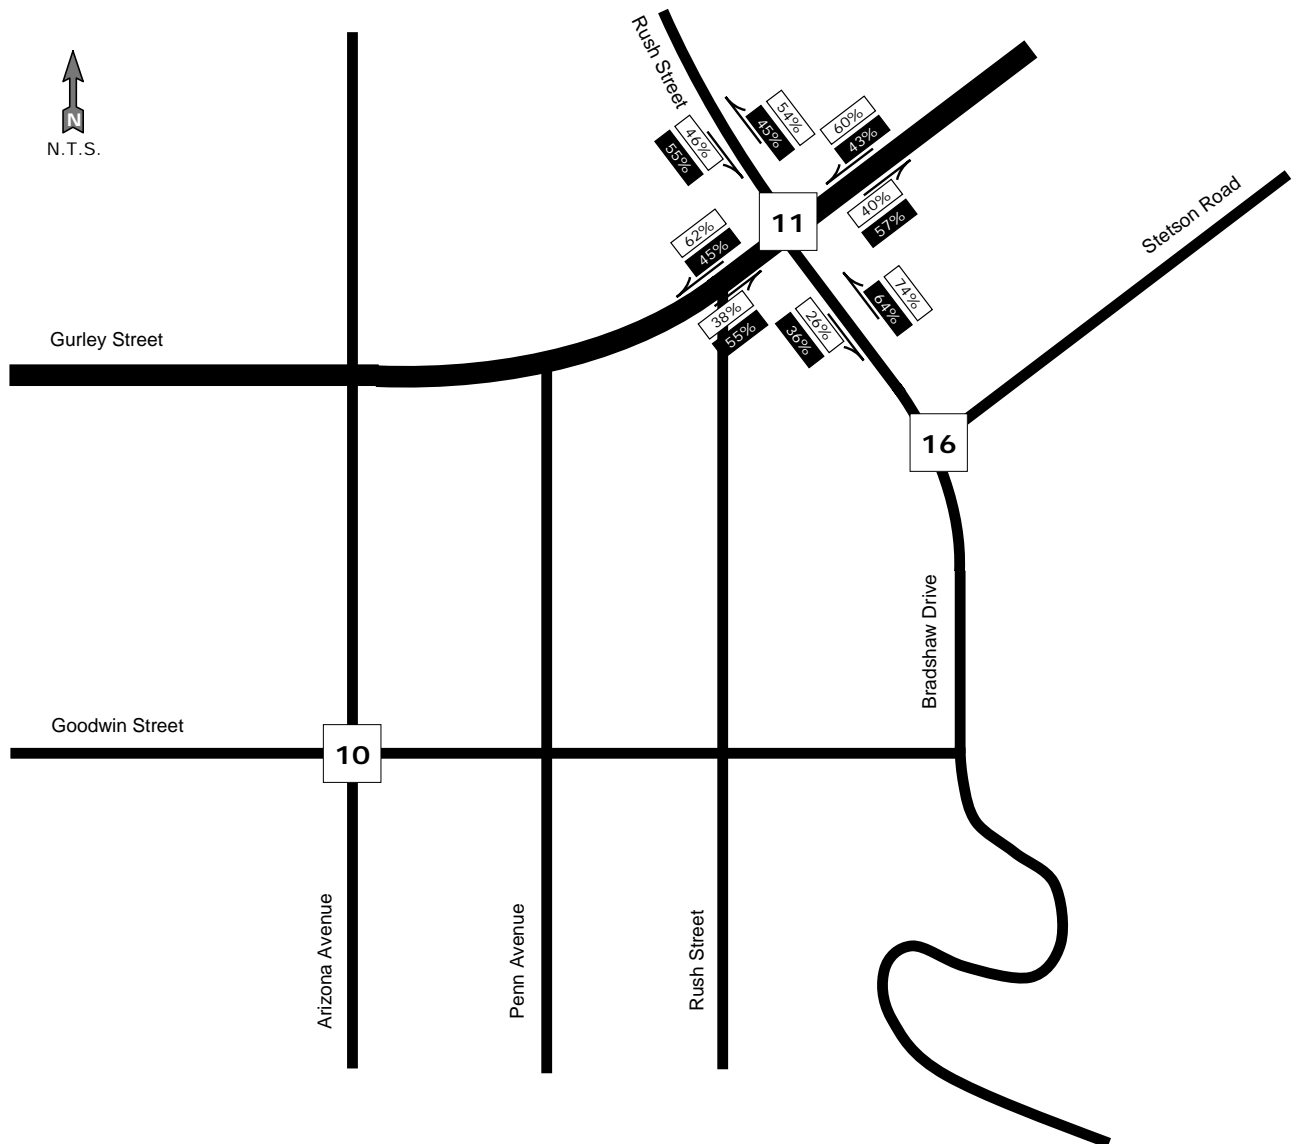 Rush Street
N
N.T.S.
54%
45%
60%
43%
46%
55%
40%
57%
11
Stetson Road
62%
45%
74%
64%
38%
55%
26%
36%
Gurley Street
16
Bradshaw Drive
Goodwin Street
10
Arizona Avenue
Penn Avenue
Rush Street